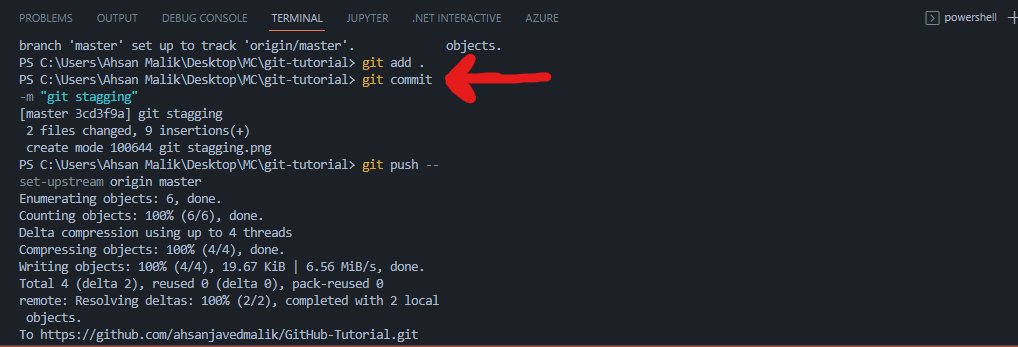 PROBLEMS OUTPUT DEBUG CONSOLE TERMINAL JUPYTER .NET INTERACTIVE AZURE powershell
branch 'master' set up to track 'origin/master'. objects.
PS C:\Users\Ahsan Malik\Desktop\MC\git-tutorial> git add .
PS C:\Users\Ahsan Malik\Desktop\MC\git-tutorial> git commit
-m "git stagging"
[master 3cd3f9a] git stagging
2 files changed, 9 insertions(+)
create mode 100644 git stagging.png
PS C:\Users\Ahsan Malik\Desktop\MC\git-tutorial> git push --
set-upstream origin master
Enumerating objects: 6, done.
Counting objects: 100% (6/6), done.
Delta compression using up to 4 threads
Compressing objects: 100% (4/4), done.
Writing objects: 100% (4/4), 19.67 KiB | 6.56 MiB/s, done.
Total 4 (delta 2), reused 0 (delta 0), pack-reused 0
remote: Resolving deltas: 100% (2/2), completed with 2 local
objects.
To https://github.com/ahsanjavedmalik/GitHub-Tutorial.git